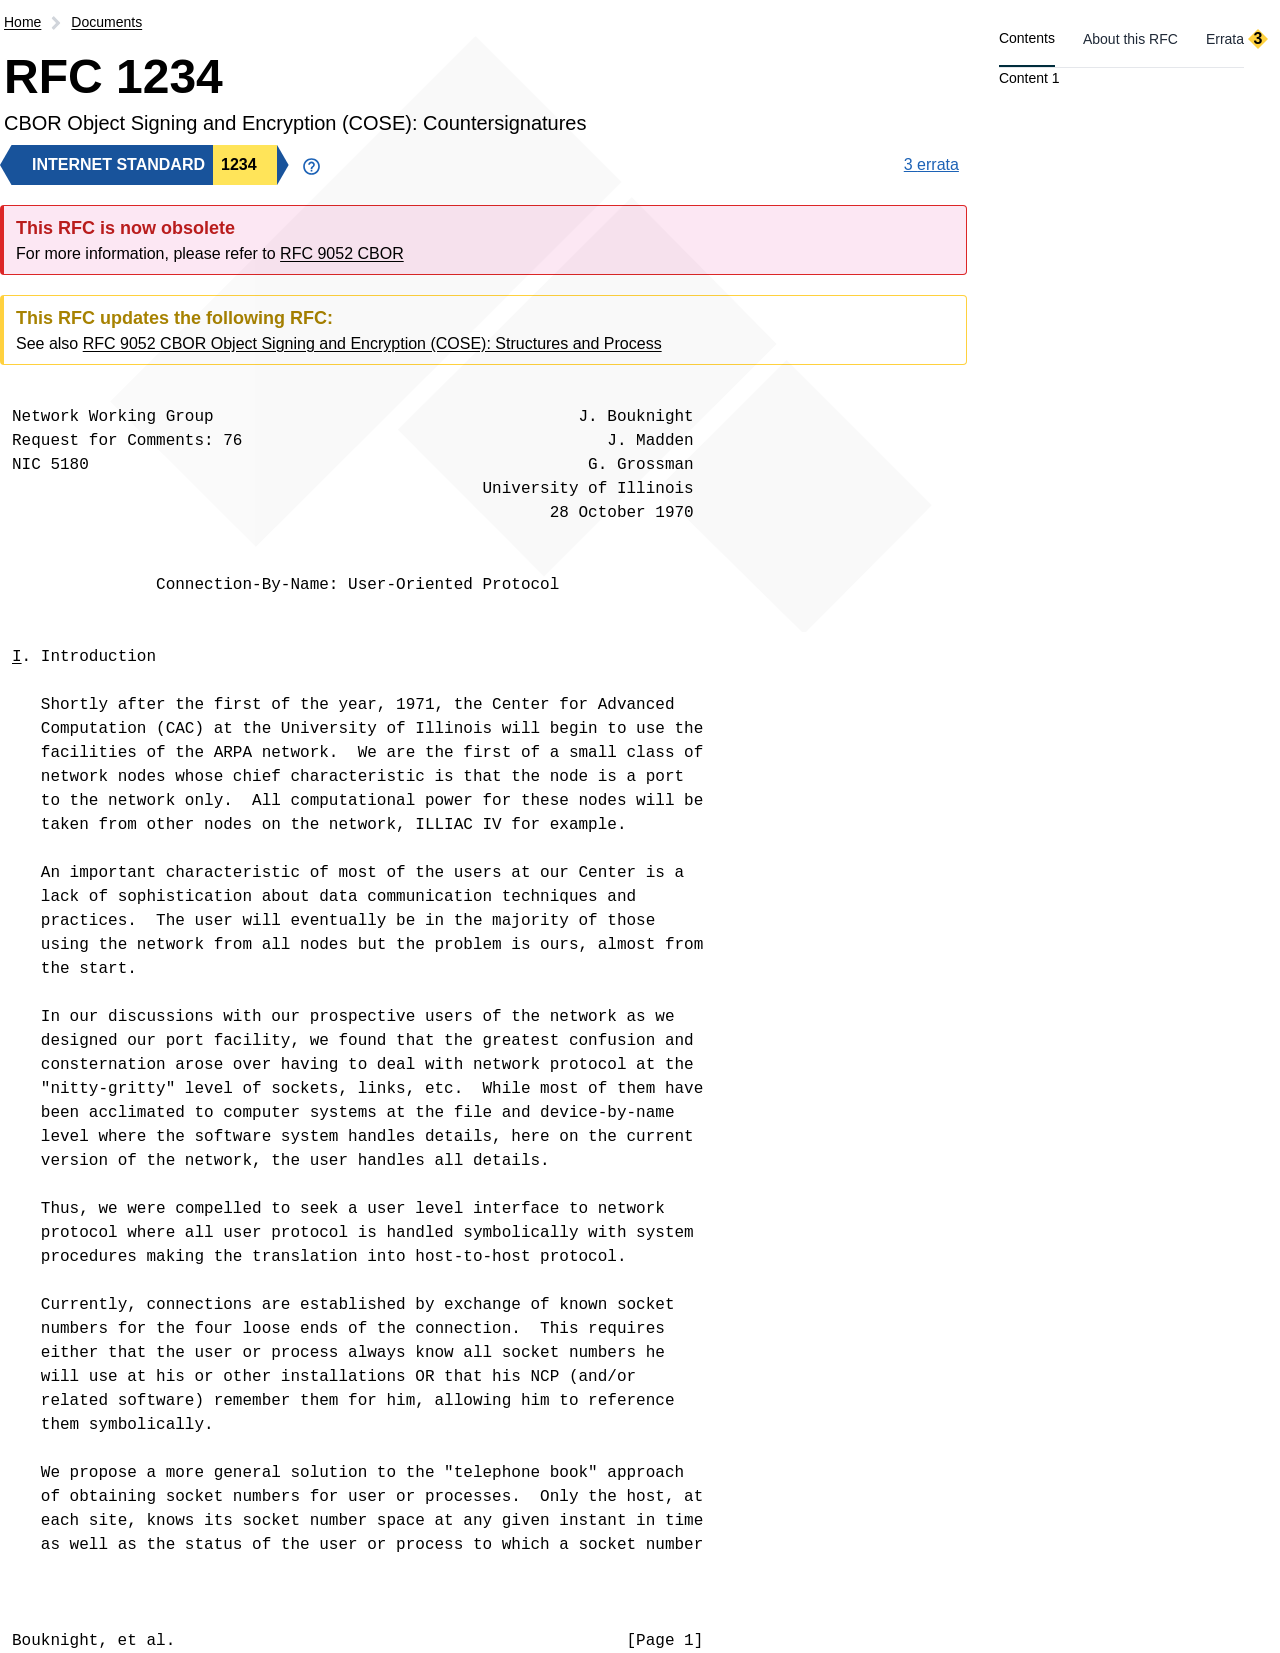 Home Documents
RFC 1234
CBOR Object Signing and Encryption (COSE): Countersignatures
INTERNET STANDARD 1234
3 errata
This RFC is now obsolete
For more information, please refer to RFC 9052 CBOR
This RFC updates the following RFC:
See also RFC 9052 CBOR Object Signing and Encryption (COSE): Structures and Process
Network Working Group J. Bouknight
Request for Comments: 76 J. Madden
NIC 5180 G. Grossman
University of Illinois
28 October 1970
Connection-By-Name: User-Oriented Protocol
I. Introduction
Shortly after the first of the year, 1971, the Center for Advanced
Computation (CAC) at the University of Illinois will begin to use the
facilities of the ARPA network.  We are the first of a small class of
network nodes whose chief characteristic is that the node is a port
to the network only.  All computational power for these nodes will be
taken from other nodes on the network, ILLIAC IV for example.
An important characteristic of most of the users at our Center is a
lack of sophistication about data communication techniques and
practices.  The user will eventually be in the majority of those
using the network from all nodes but the problem is ours, almost from
the start.
In our discussions with our prospective users of the network as we
designed our port facility, we found that the greatest confusion and
consternation arose over having to deal with network protocol at the
"nitty-gritty" level of sockets, links, etc.  While most of them have
been acclimated to computer systems at the file and device-by-name
level where the software system handles details, here on the current
version of the network, the user handles all details.
Thus, we were compelled to seek a user level interface to network
protocol where all user protocol is handled symbolically with system
procedures making the translation into host-to-host protocol.
Currently, connections are established by exchange of known socket
numbers for the four loose ends of the connection.  This requires
either that the user or process always know all socket numbers he
will use at his or other installations OR that his NCP (and/or
related software) remember them for him, allowing him to reference
them symbolically.
We propose a more general solution to the "telephone book" approach
of obtaining socket numbers for user or processes.  Only the host, at
each site, knows its socket number space at any given instant in time
as well as the status of the user or process to which a socket number
Bouknight, et al. [Page 1]
Contents About this RFC Errata 3
Content 1